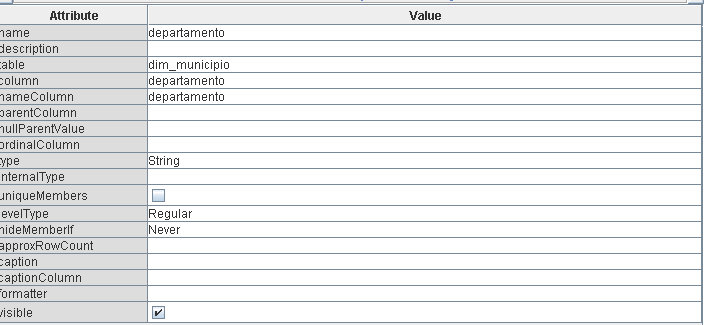 Attribute Value
name departamento
description
table dim_municipio
column departamento
nameColumn departamento
parentColumn
nullParentValue
ordinalColumn
type String
internalType
uniqueMembers
levelType Regular
hideMemberIf Never
approxRowCount
caption
captionColumn
formatter
visible